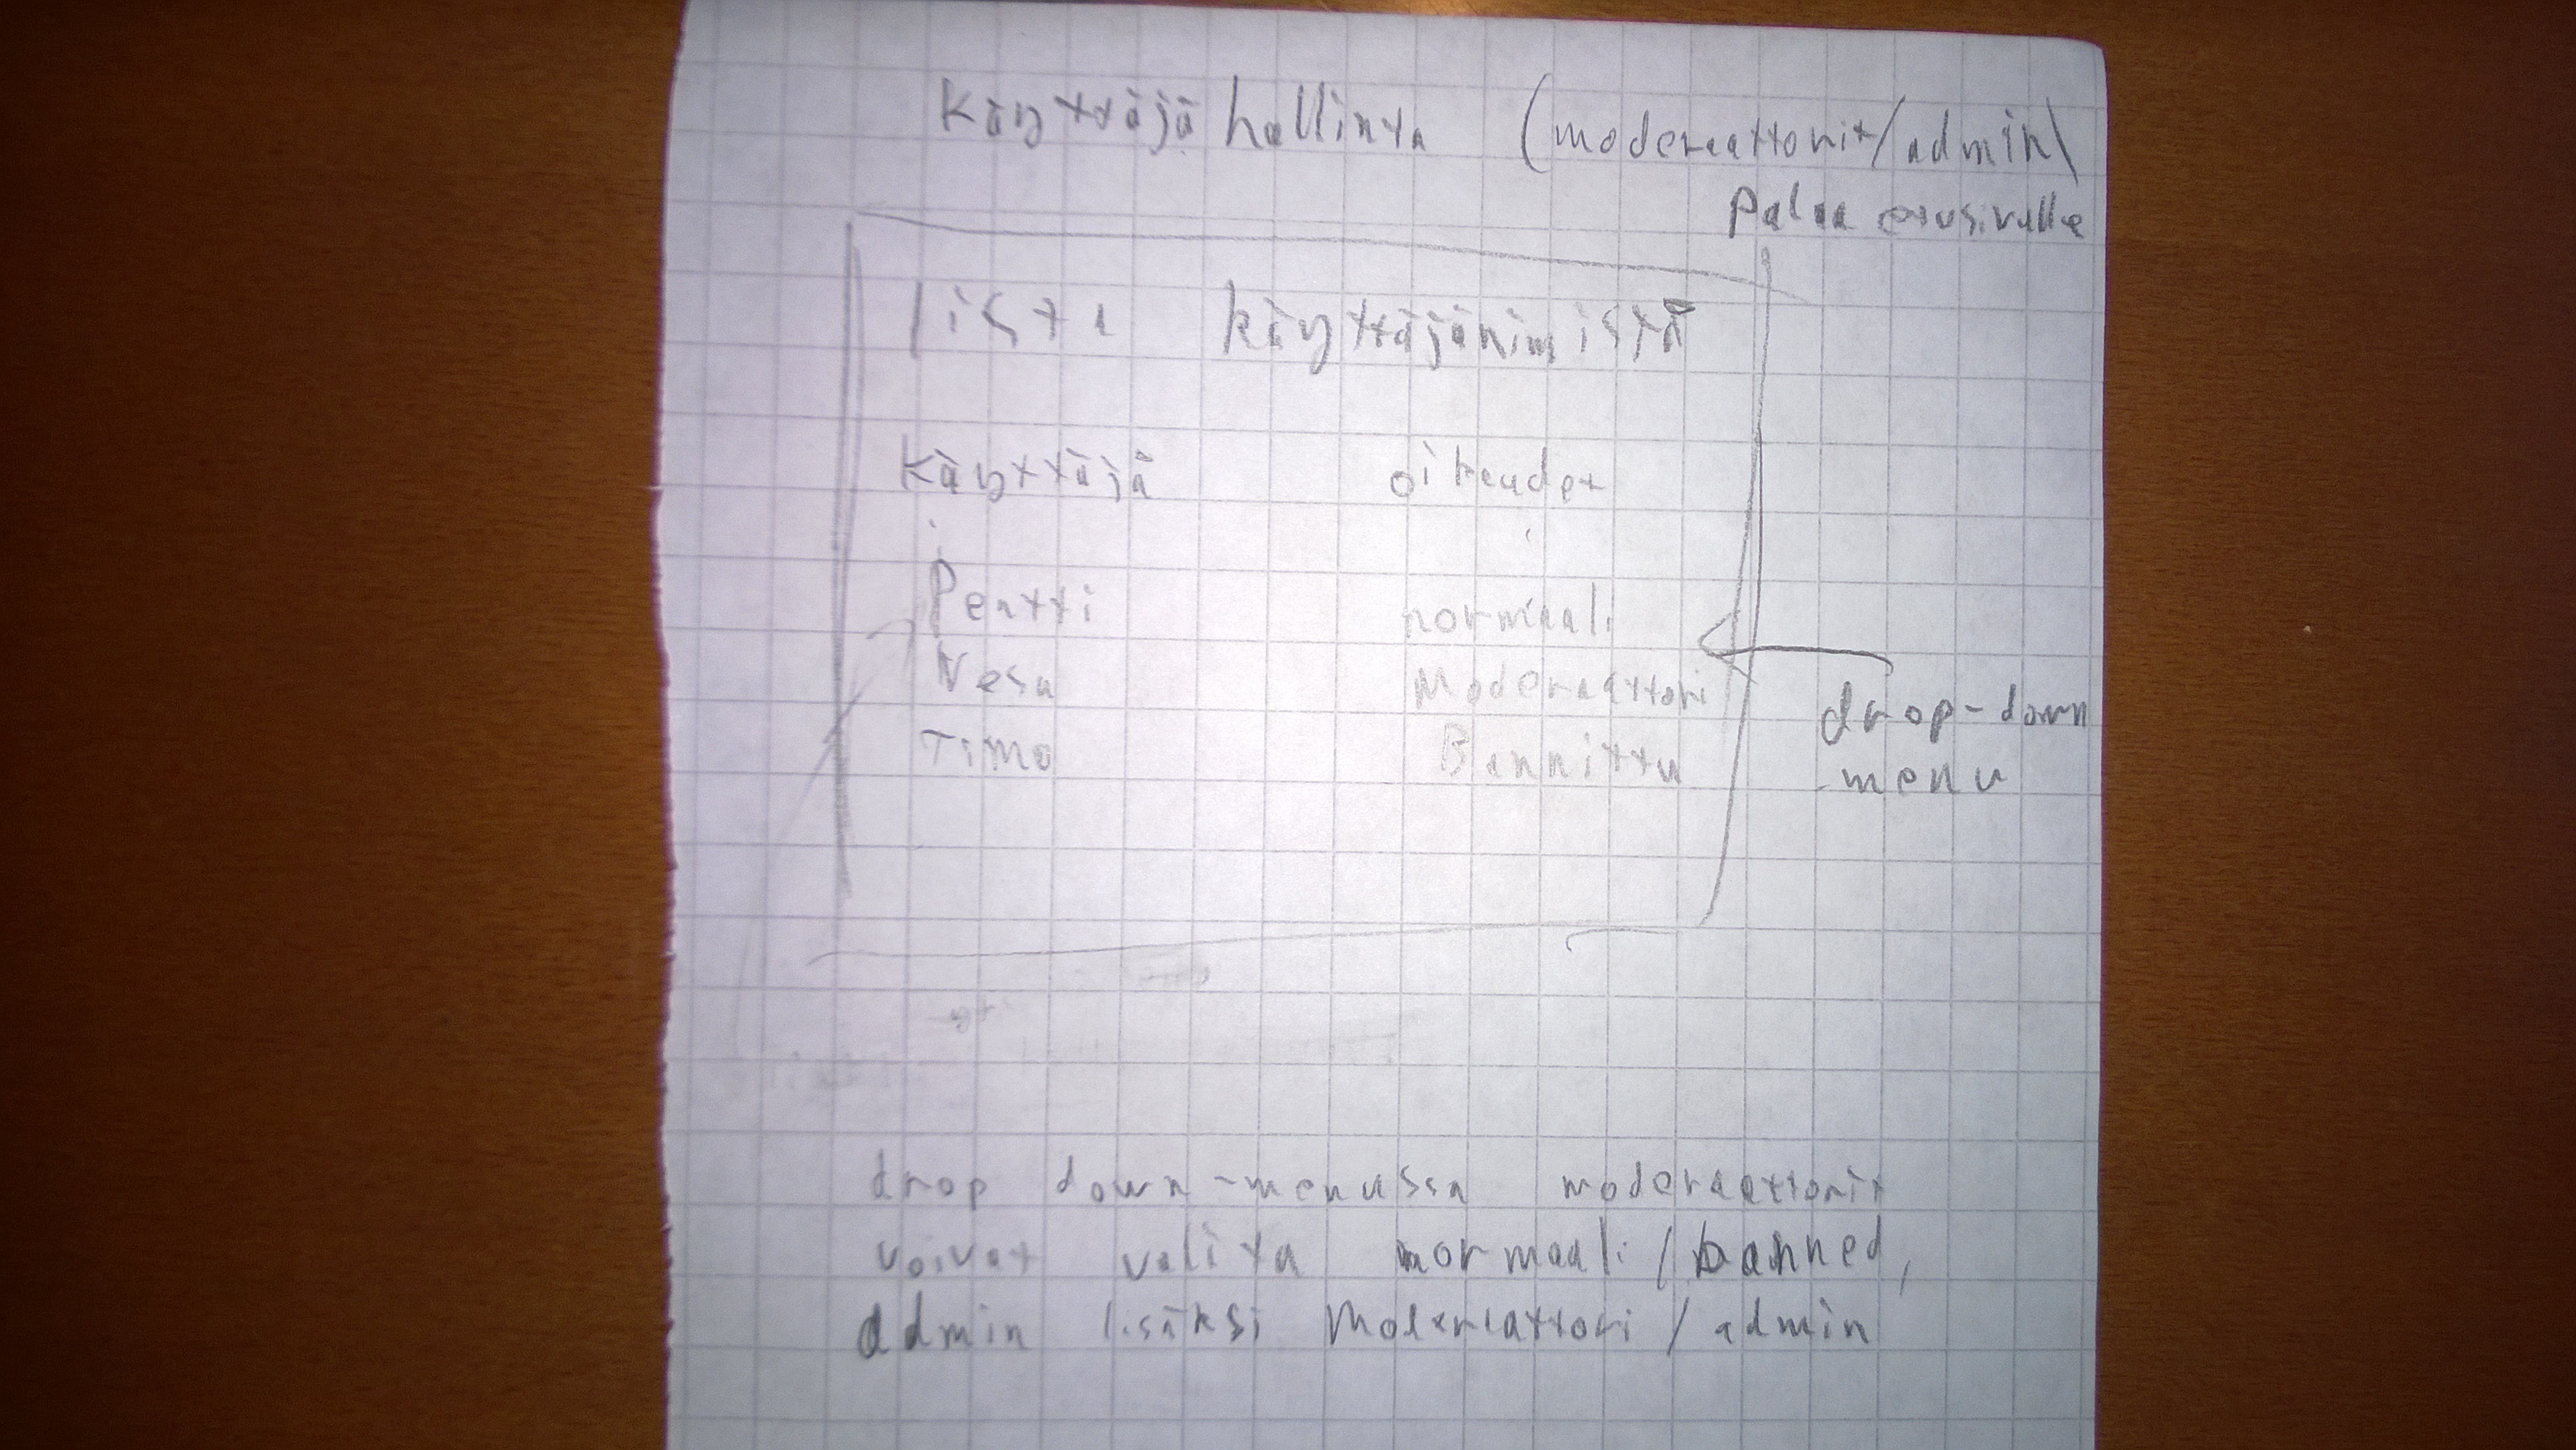 Käyttäjä hallinta (moderaattorit/admin)
Palaa etusivulle
lista käyttäjänimistä
Käyttäjä oikeudet
Pentti normaali
Vesa Moderaattori
Timo Bannittu
drop-down
menu
drop down-menussa moderaattorit
voivat valita normaali/banned,
admin lisäksi Moderaattori/admin